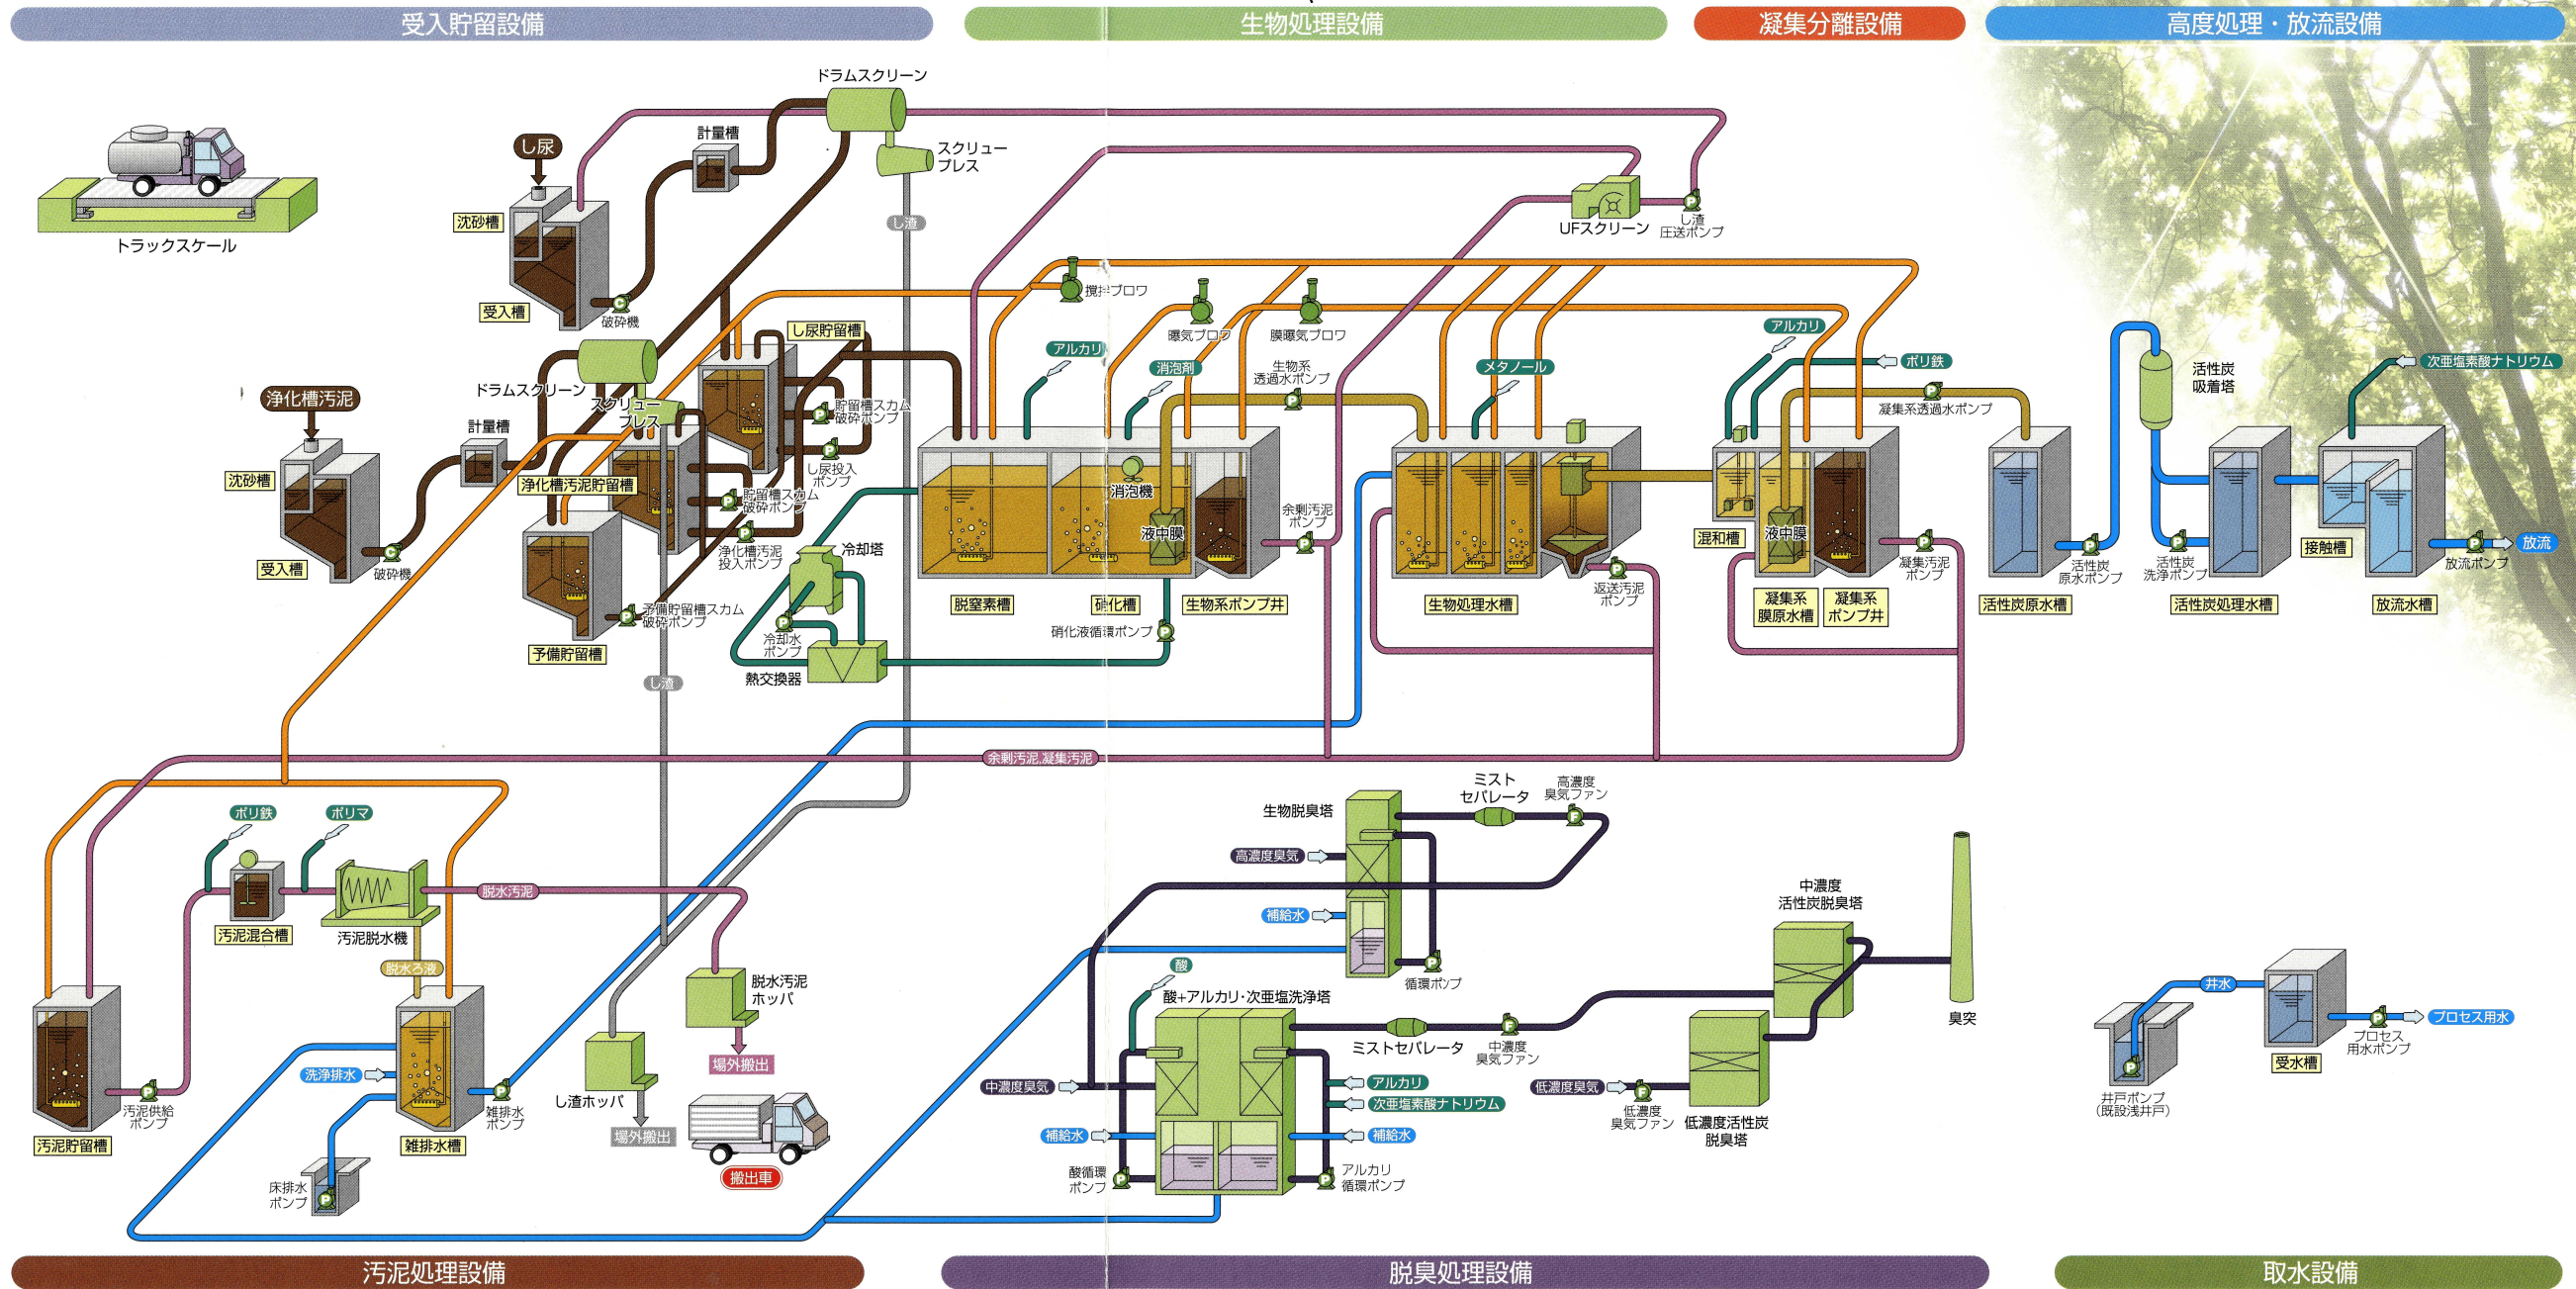 受入貯留設備
生物処理設備
凝集分離設備
高度処理・放流設備
トラックスケール
し尿
沈砂槽
受入槽
破砕機
計量槽
ドラムスクリーン
スクリュー
プレス
し渣
UFスクリーン
し渣
圧送ポンプ
浄化槽汚泥
沈砂槽
受入槽
破砕機
計量槽
ドラムスクリーン
スクリュー
プレス
し尿貯留槽
貯留槽スカム
破砕ポンプ
し尿投入
ポンプ
浄化槽汚泥貯留槽
貯留槽スカム
破砕ポンプ
浄化槽汚泥
投入ポンプ
予備貯留槽スカム
破砕ポンプ
予備貯留槽
し渣
攪拌ブロワ
曝気ブロワ
膜曝気ブロワ
アルカリ
消泡剤
生物系
透過水ポンプ
消泡機
液中膜
余剰汚泥
ポンプ
冷却塔
冷却水
ポンプ
熱交換器
脱窒素槽
硝化槽
生物系ポンプ井
硝化液循環ポンプ
メタノール
生物処理水槽
返送汚泥
ポンプ
アルカリ
ポリ鉄
凝集系透過水ポンプ
混和槽
液中膜
凝集系
膜原水槽
凝集系
ポンプ井
凝集汚泥
ポンプ
活性炭
吸着塔
次亜塩素酸ナトリウム
活性炭
原水ポンプ
活性炭
洗浄ポンプ
接触槽
放流ポンプ
放流
活性炭原水槽
活性炭処理水槽
放流水槽
余剰汚泥,凝集汚泥
ポリ鉄
ポリマ
汚泥混合槽
汚泥脱水機
脱水汚泥
脱水ろ液
脱水汚泥
ホッパ
場外搬出
し渣ホッパ
場外搬出
搬出車
洗浄排水
汚泥供給
ポンプ
雑排水
ポンプ
汚泥貯留槽
雑排水槽
床排水
ポンプ
生物脱臭塔
ミスト
セパレータ
高濃度
臭気ファン
高濃度臭気
補給水
循環ポンプ
酸
酸+アルカリ・次亜塩洗浄塔
ミストセパレータ
中濃度
臭気ファン
中濃度臭気
アルカリ
次亜塩素酸ナトリウム
補給水
補給水
酸循環
ポンプ
アルカリ
循環ポンプ
中濃度
活性炭脱臭塔
低濃度臭気
低濃度
臭気ファン
低濃度活性炭
脱臭塔
臭突
井水
井戸ポンプ
(既設浅井戸)
受水槽
プロセス
用水ポンプ
プロセス用水
汚泥処理設備
脱臭処理設備
取水設備